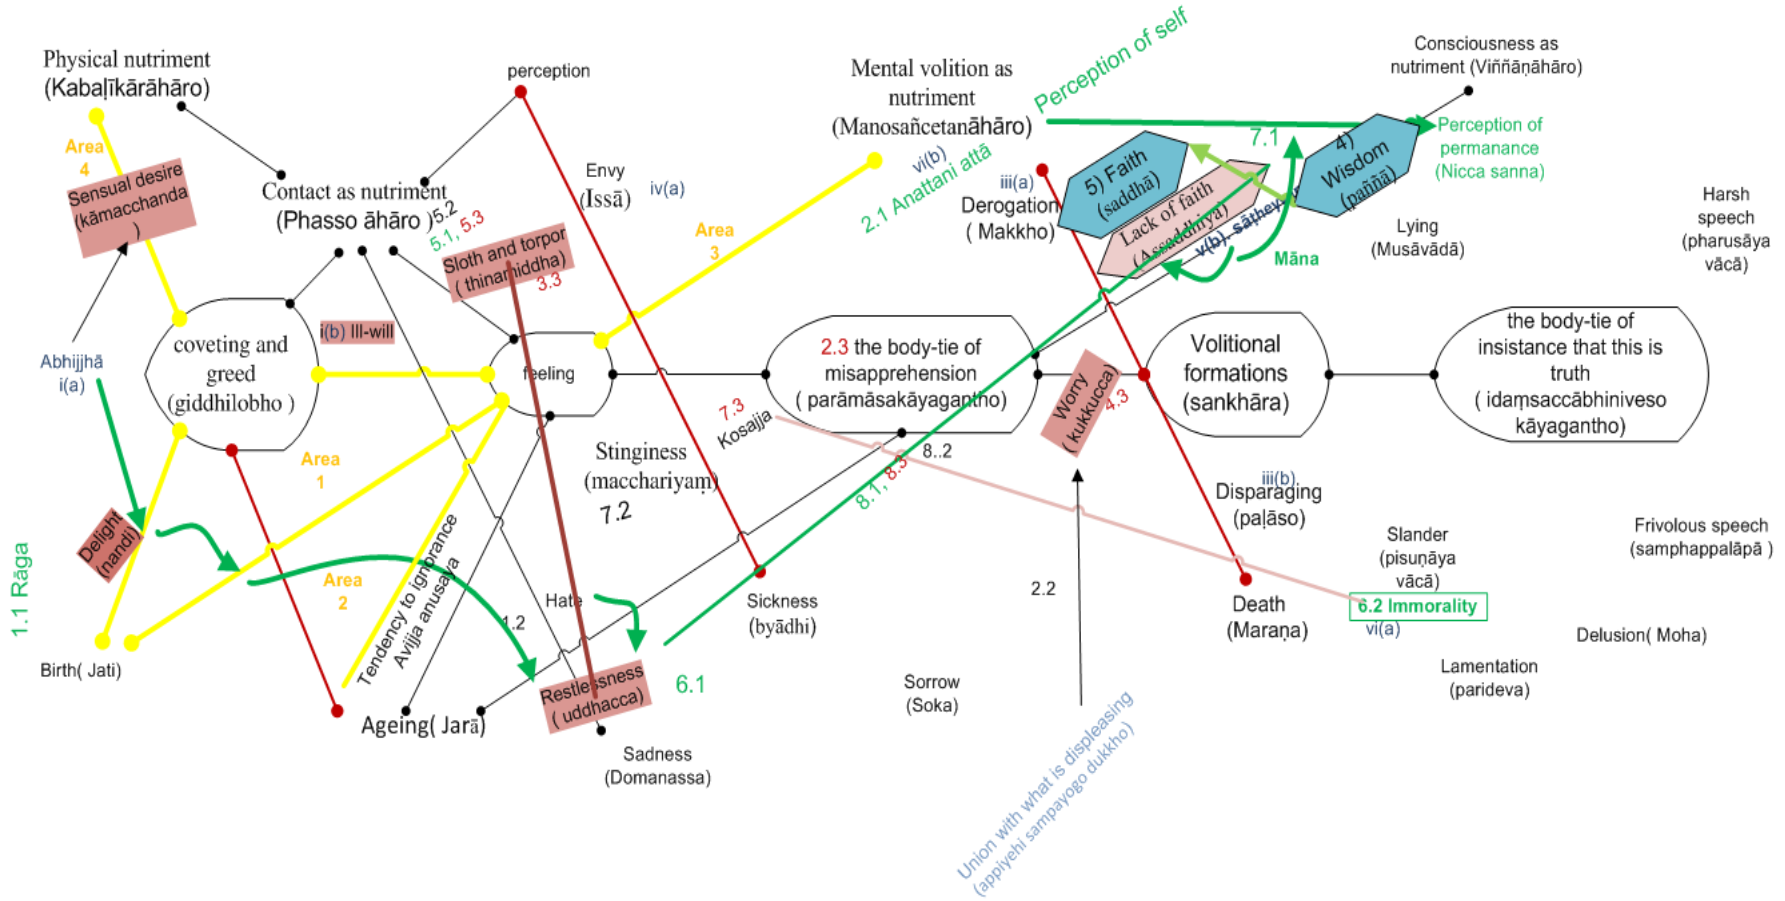 Physical nutriment
(Kabaḷīkārāhāro)
perception
Mental volition as
nutriment
(Manosañcetanāhāro)
Perception of self
Consciousness as
nutriment (Viññāṇāhāro)
Area
4
Sensual desire
(kāmacchanda
)
Contact as nutriment
(Phasso āhāro )
5.2
5.1, 5.3
Envy
(Issā)
iv(a)
vi(b)
2.1 Anattani attā
iii(a)
Derogation
( Makkho)
5) Faith
(saddhā)
Lack of faith
(Assaddhiya)
v(b). sāṭhey
7.1
4)
Wisdom
(paññā)
Perception of
permanance
(Nicca sanna)
Māna
Lying
(Musāvādā)
Harsh
speech
(pharusāya
vācā)
Sloth and torpor
( thinamiddha)
3.3
Area
3
Abhijjhā
i(a)
coveting and
greed
(giddhilobho )
i(b) Ill-will
feeling
2.3 the body-tie of
misapprehension
( parāmāsakāyagantho)
Worry
( kukkucca)
4.3
Volitional
formations
(sankhāra)
the body-tie of
insistance that this is
truth
( idaṃsaccābhiniveso
kāyagantho)
7.3
Kosajja
8..2
8.1, 8.3
Area
1
Stinginess
(macchariyaṃ)
7.2
iii(b)
Disparaging
(paḷāso)
Slander
(pisuṇāya
vācā)
Frivolous speech
(samphappalāpā )
1.1 Rāga
Delight
(nandi)
Area
2
Tendency to ignorance
Avijja anusaya
1.2
Hate
Sickness
(byādhi)
2.2
Death
(Maraṇa)
6.2 Immorality
vi(a)
Delusion( Moha)
Birth( Jati)
Ageing( Jarā)
Restlessness
( uddhacca)
6.1
Sorrow
(Soka)
Lamentation
(parideva)
Sadness
(Domanassa)
Union with what is displeasing
(appiyehi sampayogo dukkho)